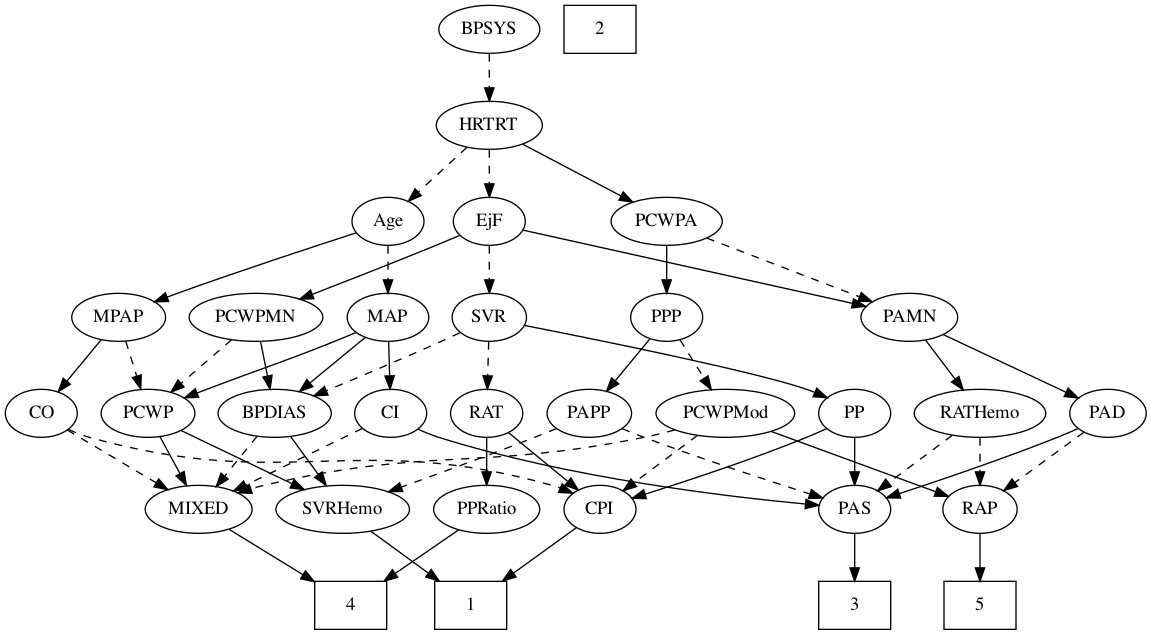 BPSYS 2
HRTRT
Age EjF PCWPA
MPAP PCWPMN MAP SVR PPP PAMN
CO PCWP BPDIAS CI RAT PAPP PCWPMod PP RATHemo PAD
MIXED SVRHemo PPRatio CPI PAS RAP
4 1 3 5